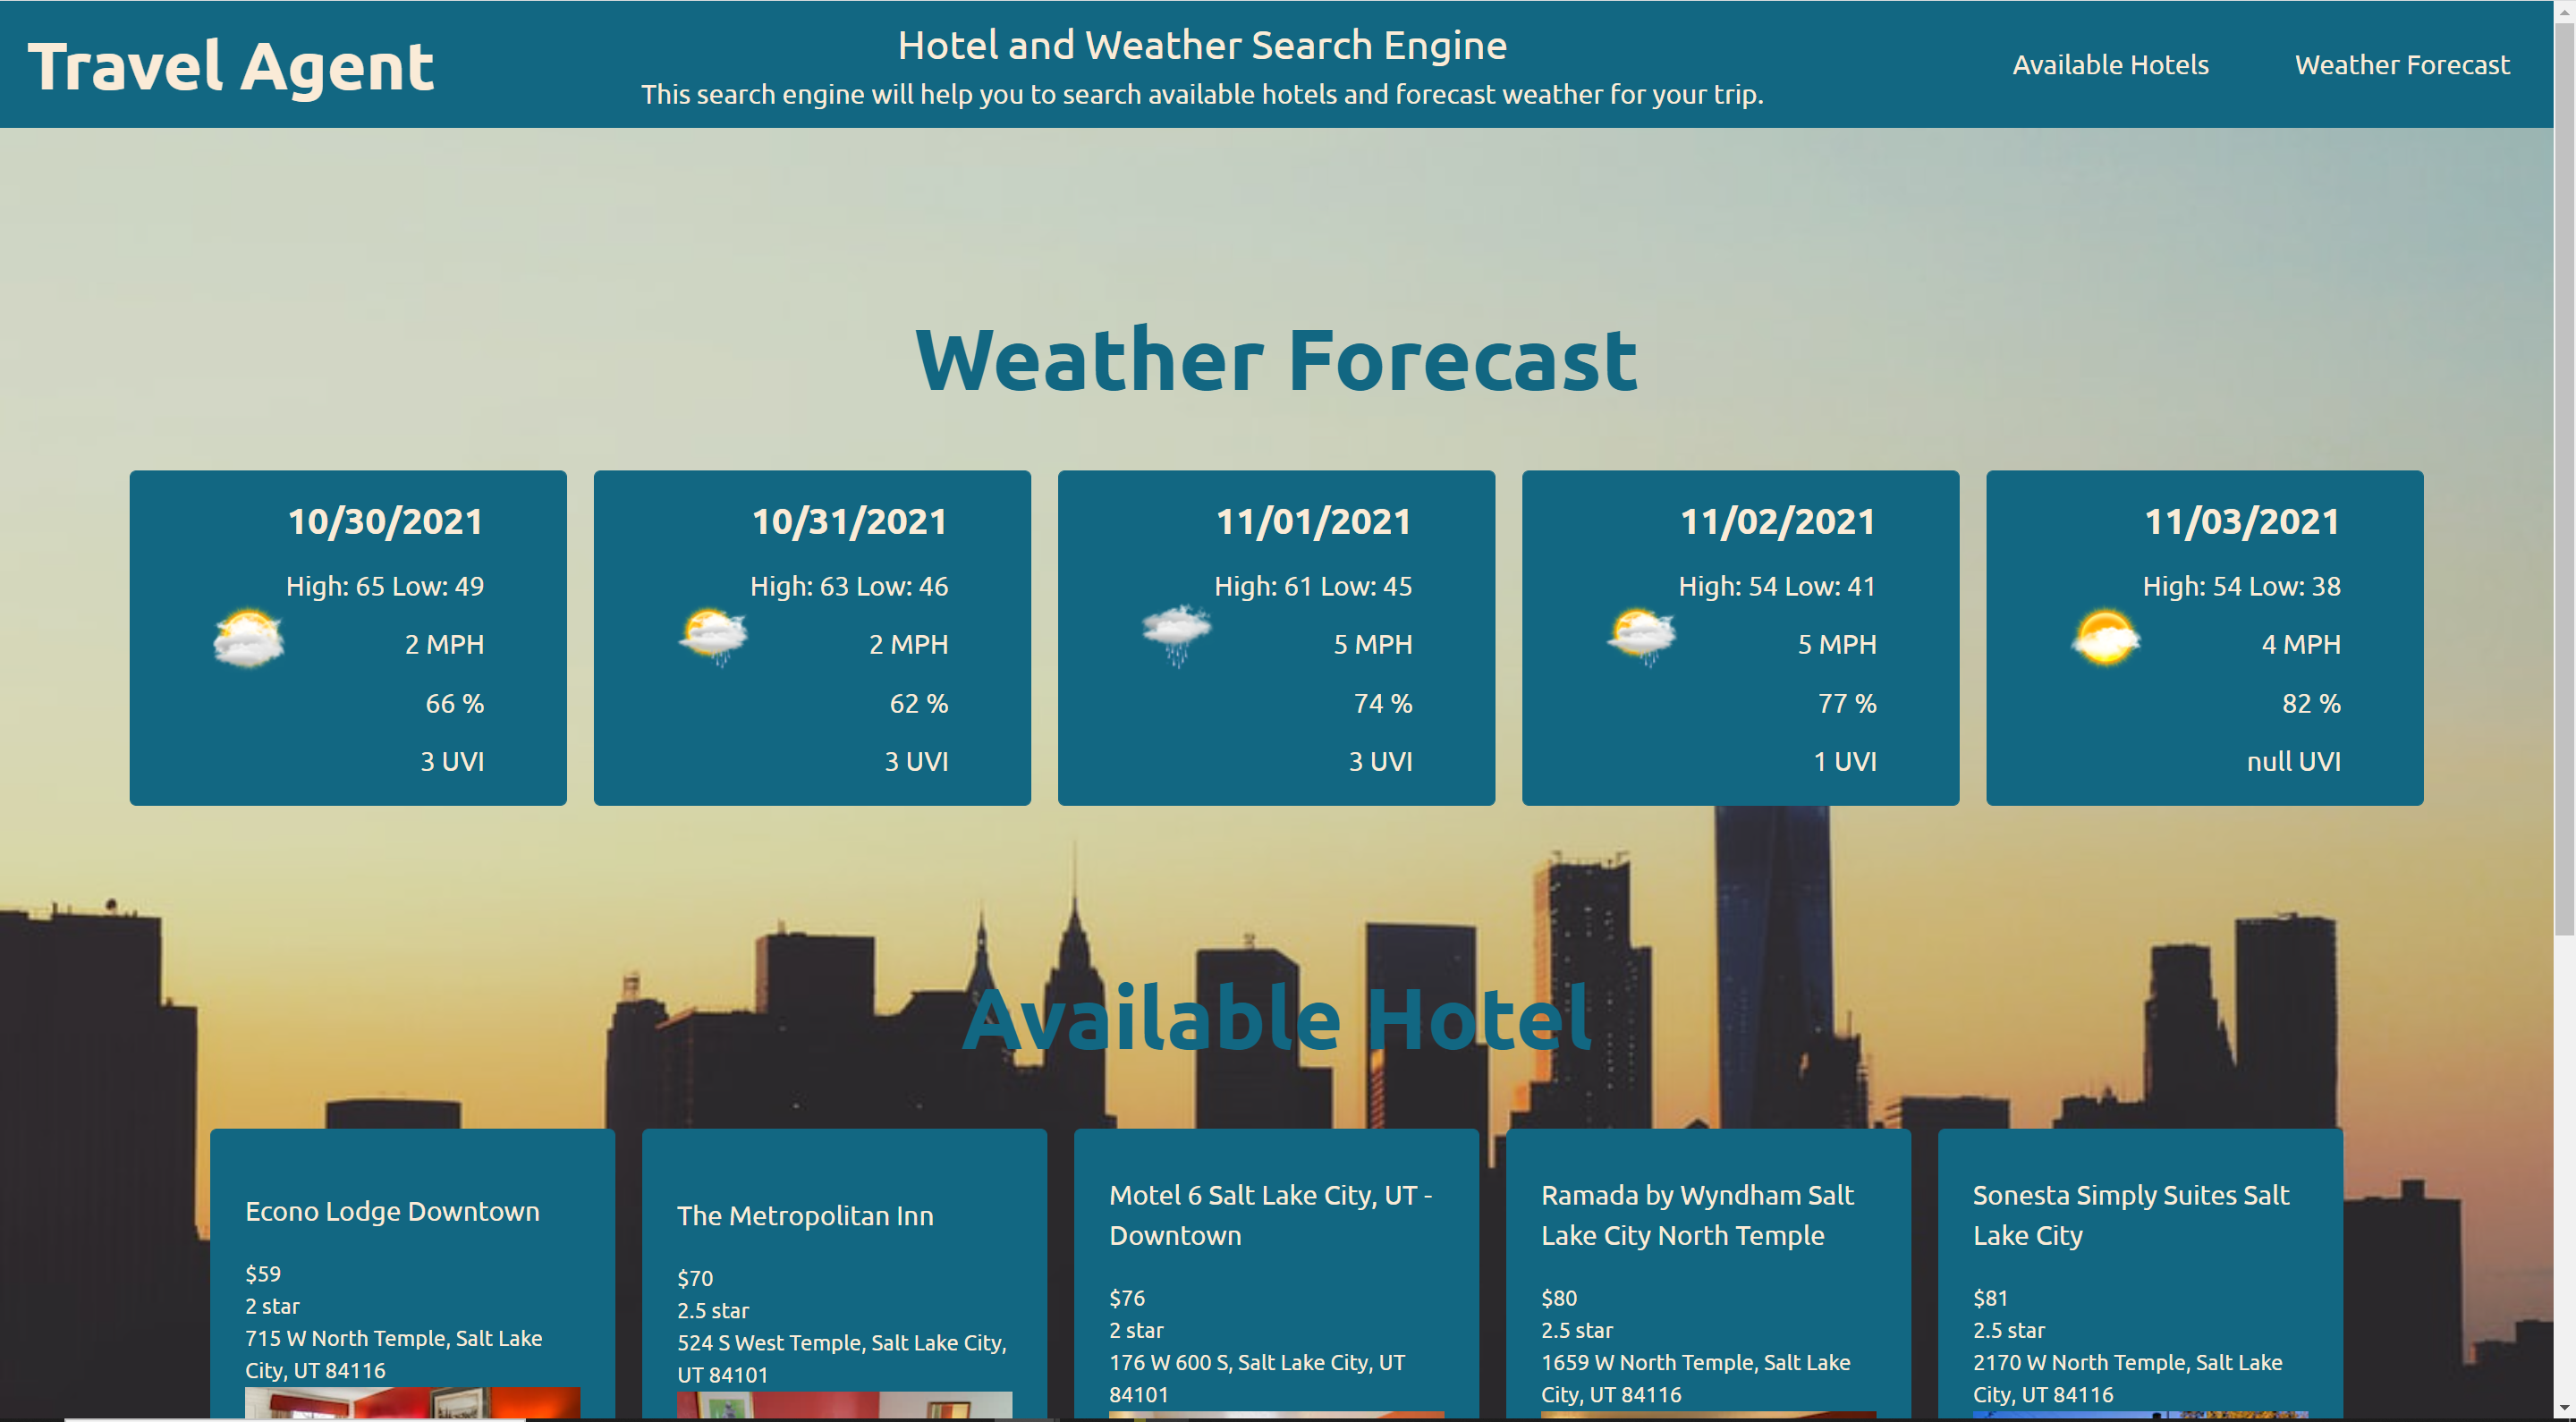 Travel Agent
Hotel and Weather Search Engine
This search engine will help you to search available hotels and forecast weather for your trip.
Available Hotels
Weather Forecast
Weather Forecast
10/30/2021
High: 65 Low: 49
2 MPH
66 %
3 UVI
10/31/2021
High: 63 Low: 46
2 MPH
62 %
3 UVI
11/01/2021
High: 61 Low: 45
5 MPH
74 %
3 UVI
11/02/2021
High: 54 Low: 41
5 MPH
77 %
1 UVI
11/03/2021
High: 54 Low: 38
4 MPH
82 %
null UVI
Available Hotel
Econo Lodge Downtown
$59
2 star
715 W North Temple, Salt Lake
City, UT 84116
The Metropolitan Inn
$70
2.5 star
524 S West Temple, Salt Lake City,
UT 84101
Motel 6 Salt Lake City, UT -
Downtown
$76
2 star
176 W 600 S, Salt Lake City, UT
84101
Ramada by Wyndham Salt
Lake City North Temple
$80
2.5 star
1659 W North Temple, Salt Lake
City, UT 84116
Sonesta Simply Suites Salt
Lake City
$81
2.5 star
2170 W North Temple, Salt Lake
City, UT 84116